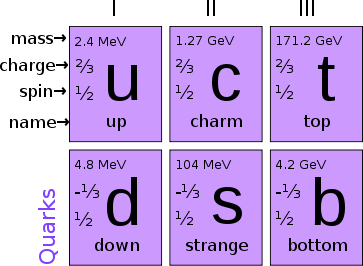 I II III
mass→ 2.4 MeV 1.27 GeV 171.2 GeV
charge→ ⅔ ⅔ ⅔
spin→ ½ u ½ c ½ t
name→ up charm top
4.8 MeV 104 MeV 4.2 GeV
-⅓ -⅓ -⅓
½ d ½ s ½ b
down strange bottom
Quarks